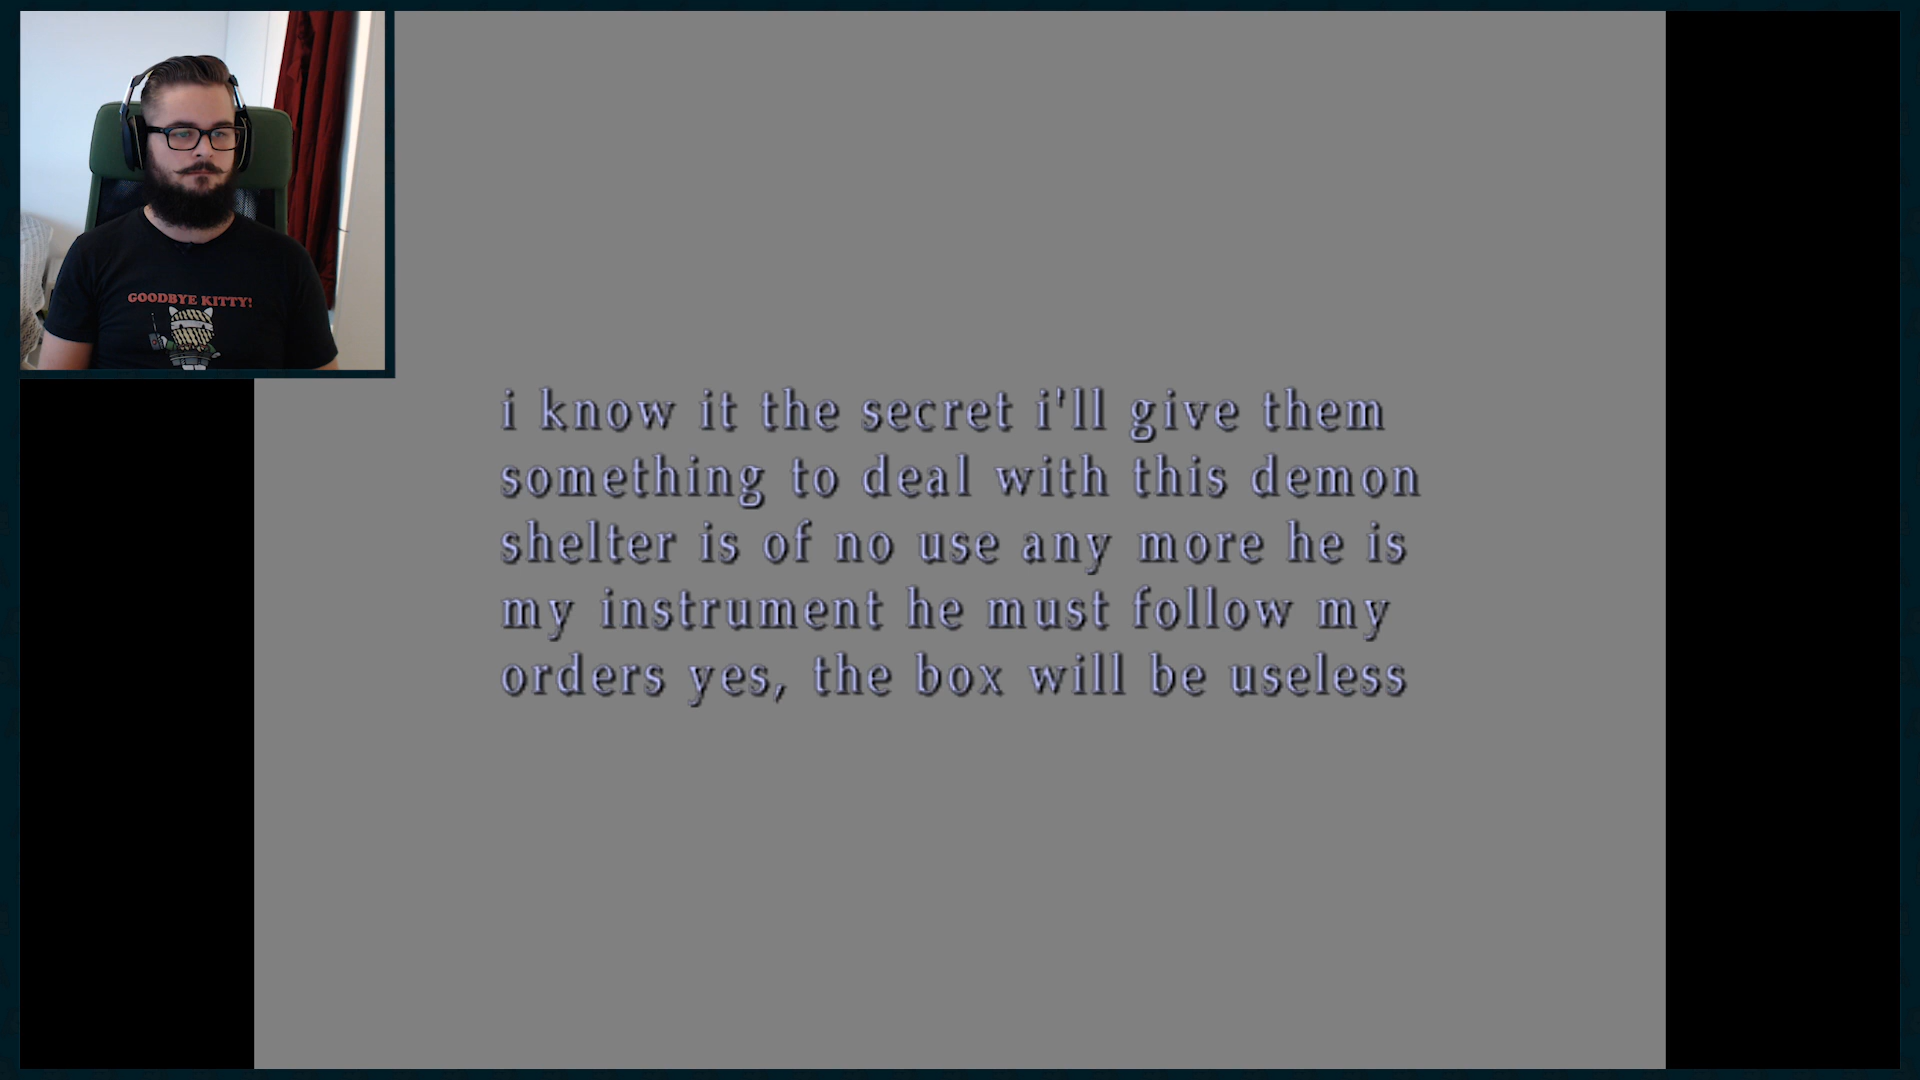 GOODBYE KITTY!
i know it the secret i'll give them
something to deal with this demon
shelter is of no use any more he is
my instrument he must follow my
orders yes, the box will be useless